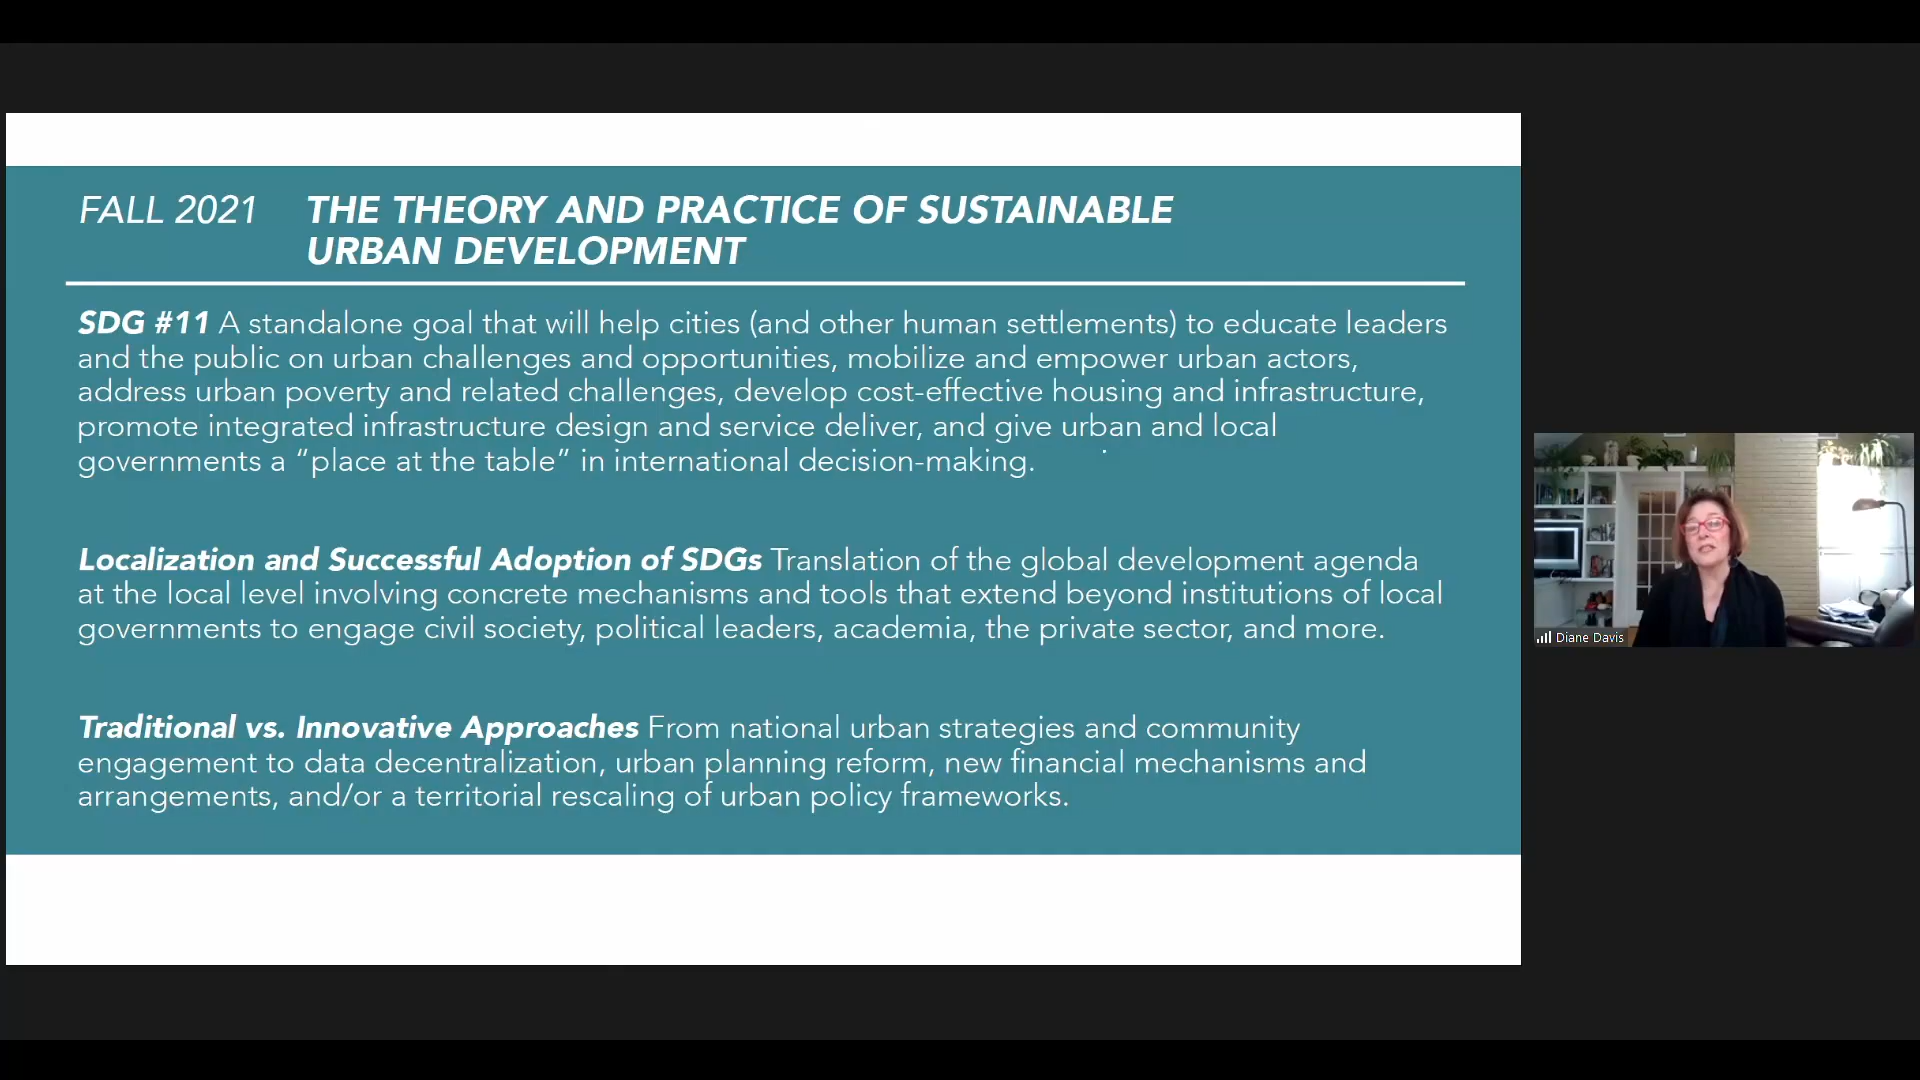 FALL 2021 THE THEORY AND PRACTICE OF SUSTAINABLE
URBAN DEVELOPMENT
SDG #11 A standalone goal that will help cities (and other human settlements) to educate leaders
and the public on urban challenges and opportunities, mobilize and empower urban actors,
address urban poverty and related challenges, develop cost-effective housing and infrastructure,
promote integrated infrastructure design and service deliver, and give urban and local
governments a “place at the table” in international decision-making.
Localization and Successful Adoption of SDGs Translation of the global development agenda
at the local level involving concrete mechanisms and tools that extend beyond institutions of local
governments to engage civil society, political leaders, academia, the private sector, and more.
Traditional vs. Innovative Approaches From national urban strategies and community
engagement to data decentralization, urban planning reform, new financial mechanisms and
arrangements, and/or a territorial rescaling of urban policy frameworks.
Diane Davis